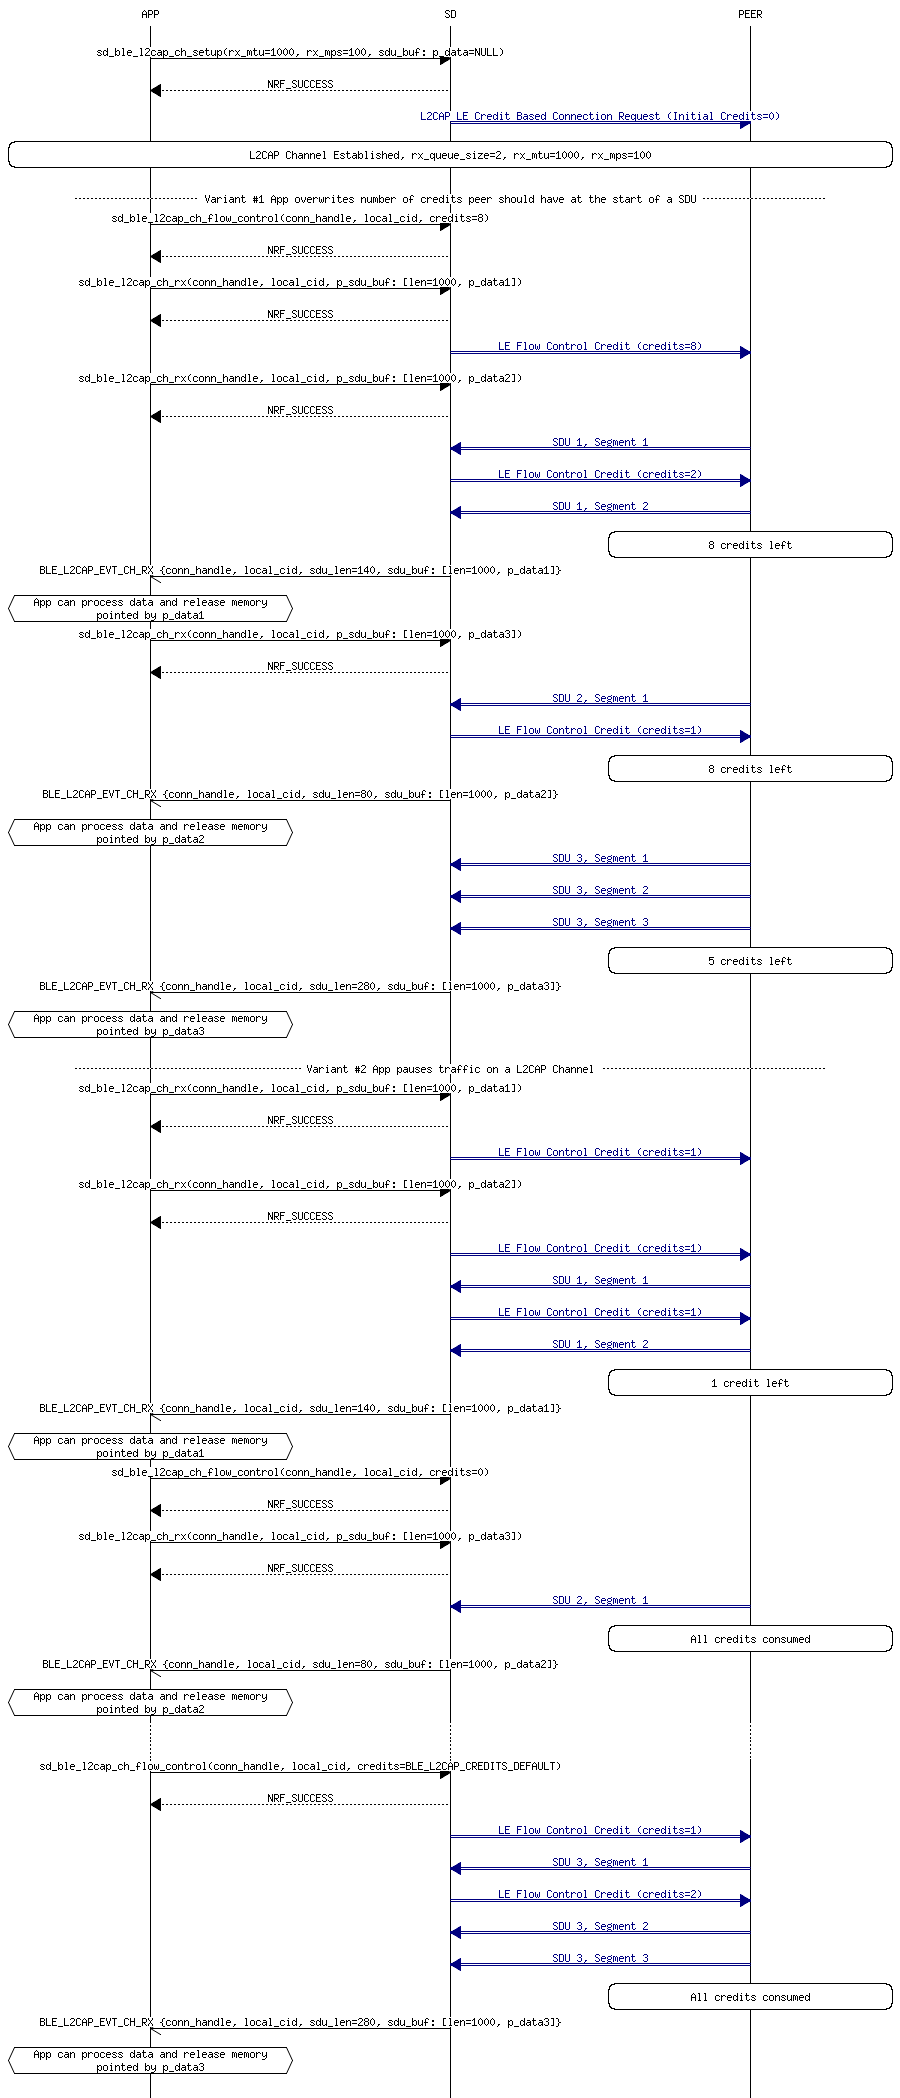 APP SD PEER
sd_ble_l2cap_ch_setup(rx_mtu=1000, rx_mps=100, sdu_buf: p_data=NULL)
NRF_SUCCESS
L2CAP LE Credit Based Connection Request (Initial Credits=0)
L2CAP Channel Established, rx_queue_size=2, rx_mtu=1000, rx_mps=100
Variant #1 App overwrites number of credits peer should have at the start of a SDU
sd_ble_l2cap_ch_flow_control(conn_handle, local_cid, credits=8)
NRF_SUCCESS
sd_ble_l2cap_ch_rx(conn_handle, local_cid, p_sdu_buf: [len=1000, p_data1])
NRF_SUCCESS
LE Flow Control Credit (credits=8)
sd_ble_l2cap_ch_rx(conn_handle, local_cid, p_sdu_buf: [len=1000, p_data2])
NRF_SUCCESS
SDU 1, Segment 1
LE Flow Control Credit (credits=2)
SDU 1, Segment 2
8 credits left
BLE_L2CAP_EVT_CH_RX {conn_handle, local_cid, sdu_len=140, sdu_buf: [len=1000, p_data1]}
App can process data and release memory
pointed by p_data1
sd_ble_l2cap_ch_rx(conn_handle, local_cid, p_sdu_buf: [len=1000, p_data3])
NRF_SUCCESS
SDU 2, Segment 1
LE Flow Control Credit (credits=1)
8 credits left
BLE_L2CAP_EVT_CH_RX {conn_handle, local_cid, sdu_len=80, sdu_buf: [len=1000, p_data2]}
App can process data and release memory
pointed by p_data2
SDU 3, Segment 1
SDU 3, Segment 2
SDU 3, Segment 3
5 credits left
BLE_L2CAP_EVT_CH_RX {conn_handle, local_cid, sdu_len=280, sdu_buf: [len=1000, p_data3]}
App can process data and release memory
pointed by p_data3
Variant #2 App pauses traffic on a L2CAP Channel
sd_ble_l2cap_ch_rx(conn_handle, local_cid, p_sdu_buf: [len=1000, p_data1])
NRF_SUCCESS
LE Flow Control Credit (credits=1)
sd_ble_l2cap_ch_rx(conn_handle, local_cid, p_sdu_buf: [len=1000, p_data2])
NRF_SUCCESS
LE Flow Control Credit (credits=1)
SDU 1, Segment 1
LE Flow Control Credit (credits=1)
SDU 1, Segment 2
1 credit left
BLE_L2CAP_EVT_CH_RX {conn_handle, local_cid, sdu_len=140, sdu_buf: [len=1000, p_data1]}
App can process data and release memory
pointed by p_data1
sd_ble_l2cap_ch_flow_control(conn_handle, local_cid, credits=0)
NRF_SUCCESS
sd_ble_l2cap_ch_rx(conn_handle, local_cid, p_sdu_buf: [len=1000, p_data3])
NRF_SUCCESS
SDU 2, Segment 1
All credits consumed
BLE_L2CAP_EVT_CH_RX {conn_handle, local_cid, sdu_len=80, sdu_buf: [len=1000, p_data2]}
App can process data and release memory
pointed by p_data2
sd_ble_l2cap_ch_flow_control(conn_handle, local_cid, credits=BLE_L2CAP_CREDITS_DEFAULT)
NRF_SUCCESS
LE Flow Control Credit (credits=1)
SDU 3, Segment 1
LE Flow Control Credit (credits=2)
SDU 3, Segment 2
SDU 3, Segment 3
All credits consumed
BLE_L2CAP_EVT_CH_RX {conn_handle, local_cid, sdu_len=280, sdu_buf: [len=1000, p_data3]}
App can process data and release memory
pointed by p_data3